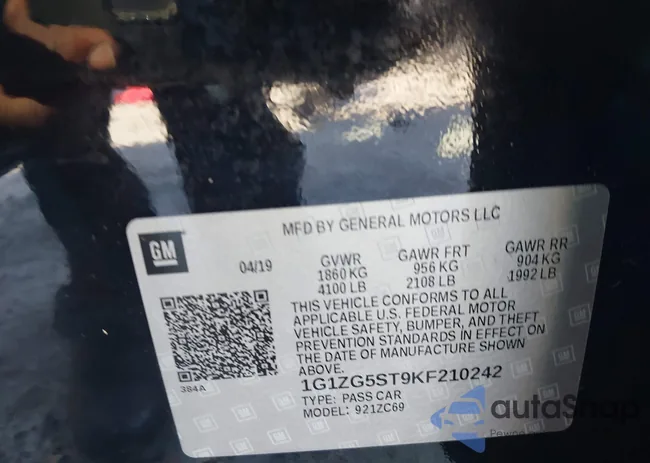 MFD BY GENERAL MOTORS LLC
GM
04/19
GVWR
1860 KG
4100 LB
GAWR FRT
956 KG
2108 LB
GAWR RR
904 KG
1992 LB
THIS VEHICLE CONFORMS TO ALL
APPLICABLE U.S. FEDERAL MOTOR
VEHICLE SAFETY, BUMPER, AND THEFT
PREVENTION STANDARDS IN EFFECT ON
THE DATE OF MANUFACTURE SHOWN
ABOVE.
384A
1G1ZG5ST9KF210242
TYPE: PASS CAR
MODEL: 921ZC69